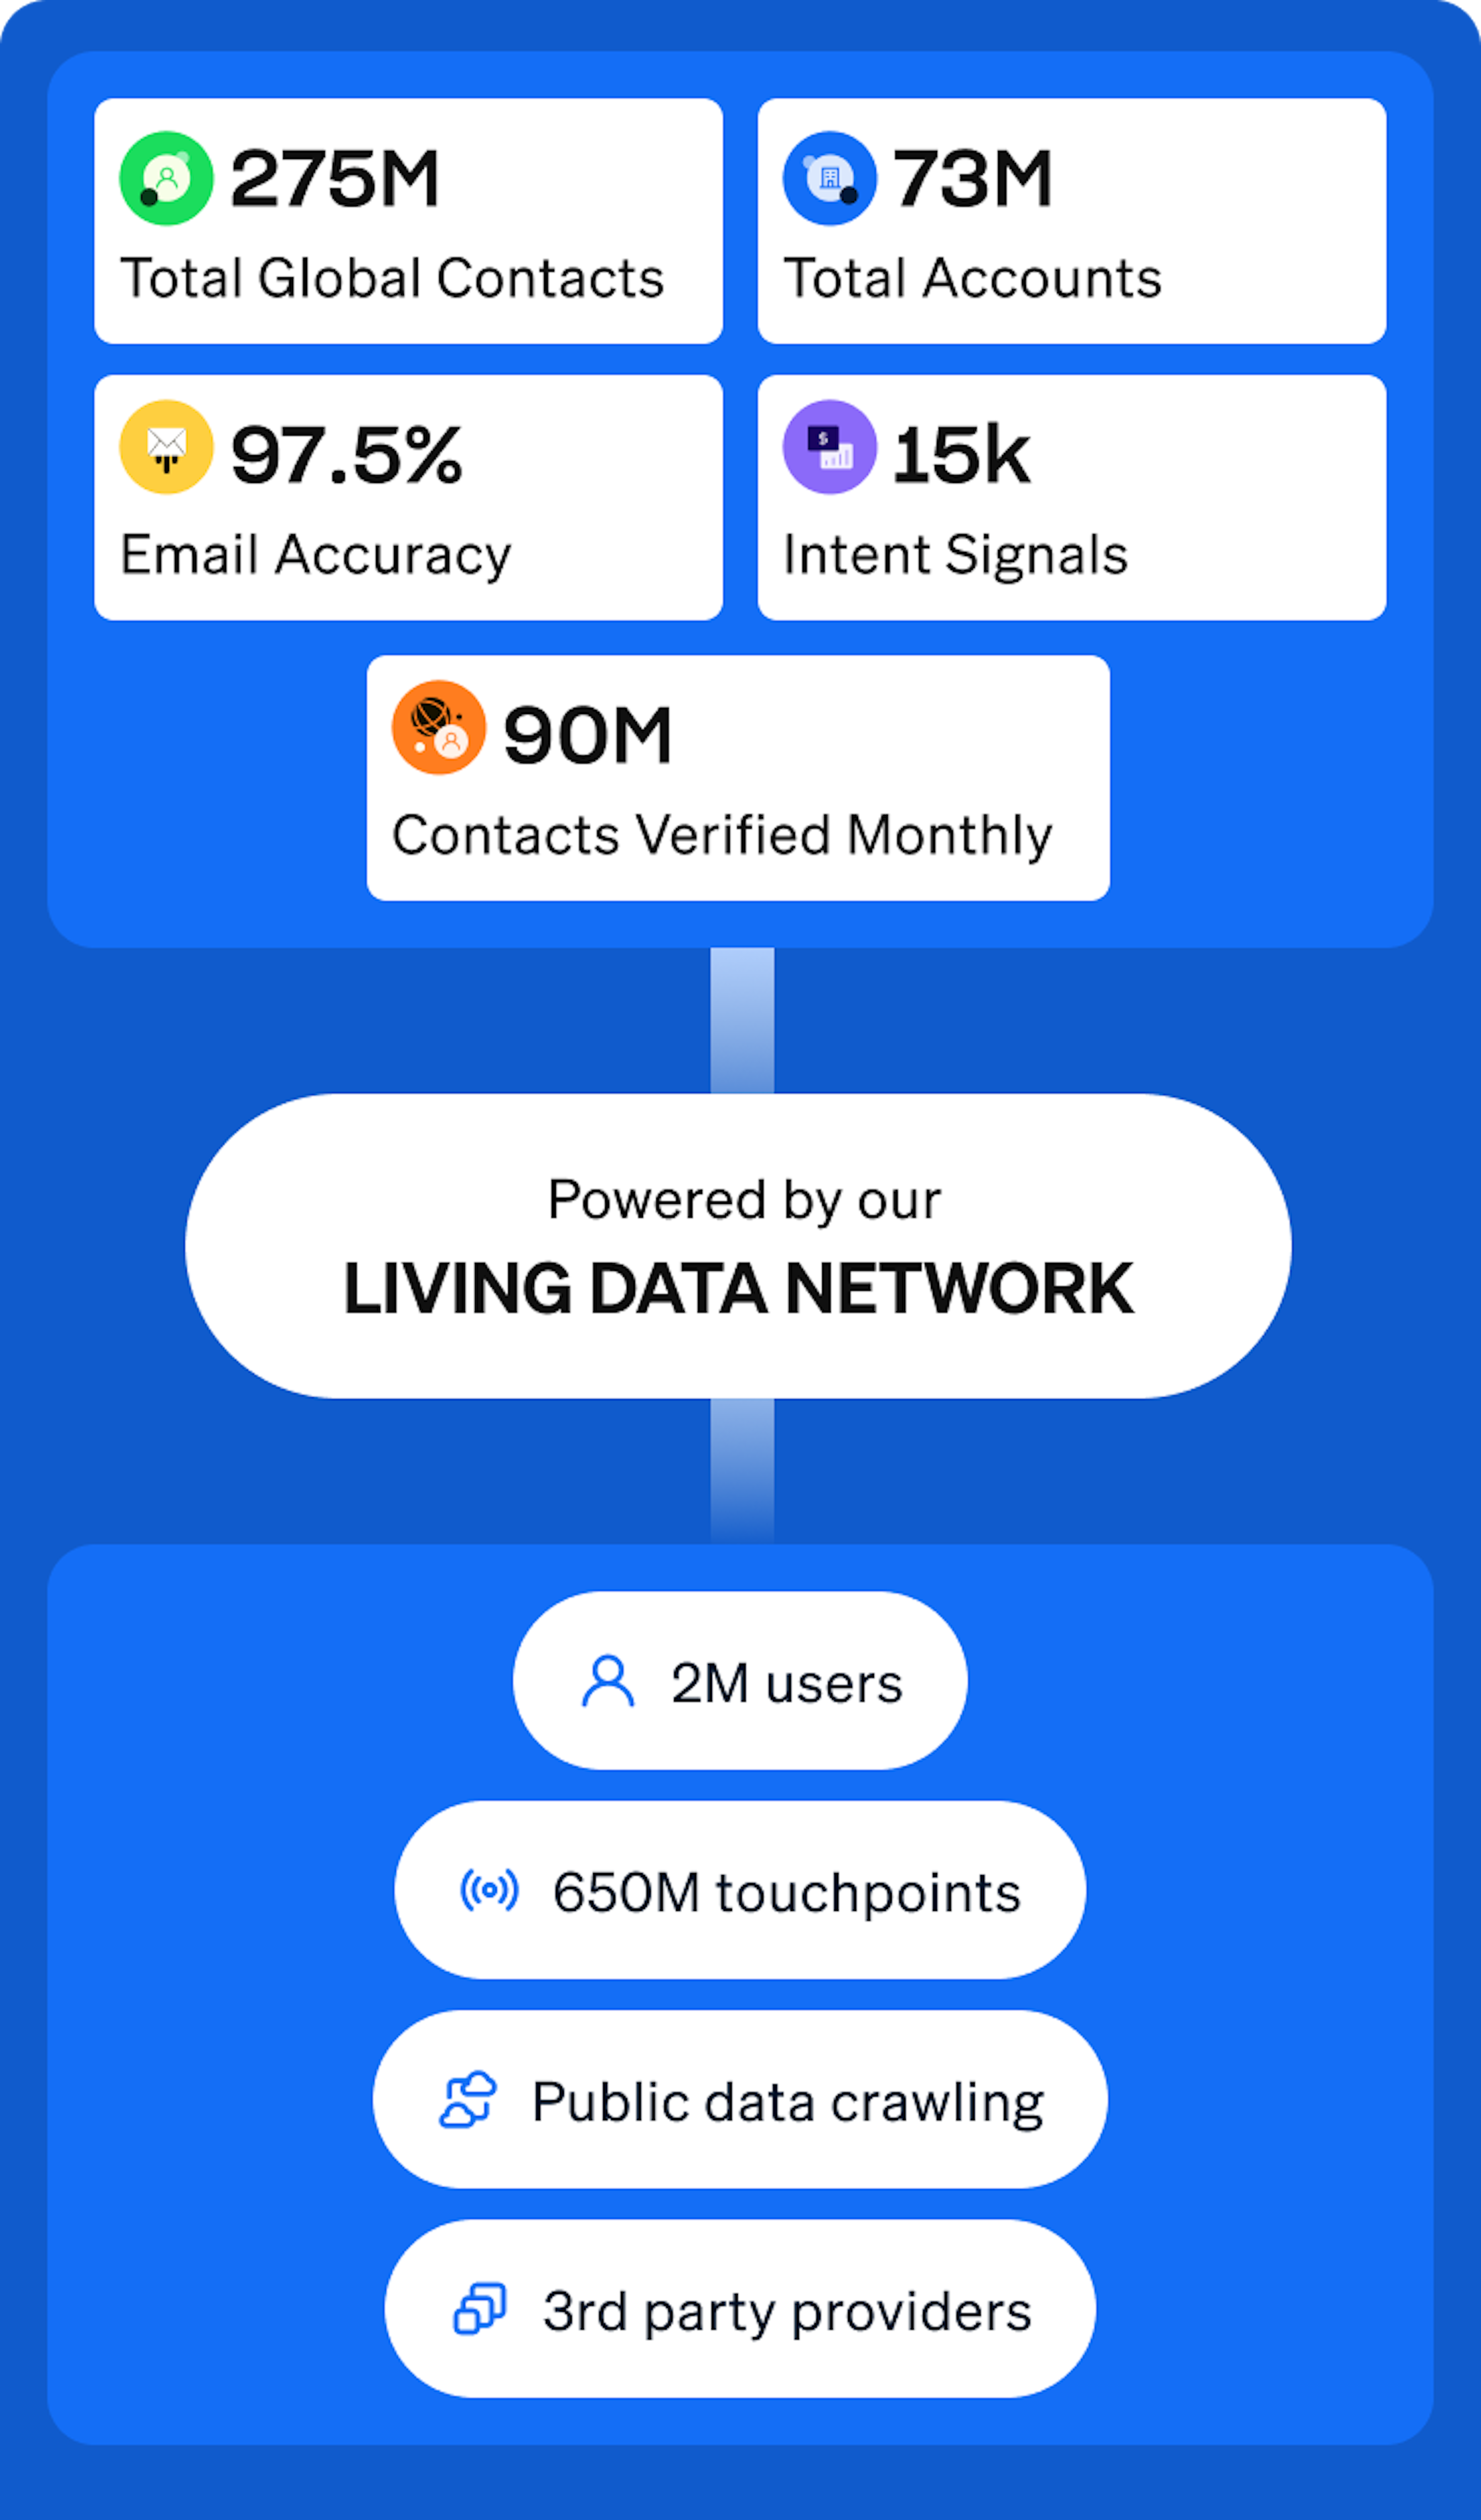 275M
Total Global Contacts
73M
Total Accounts
97.5%
Email Accuracy
$
15k
Intent Signals
90M
Contacts Verified Monthly
Powered by our
LIVING DATA NETWORK
2M users
650M touchpoints
Public data crawling
3rd party providers